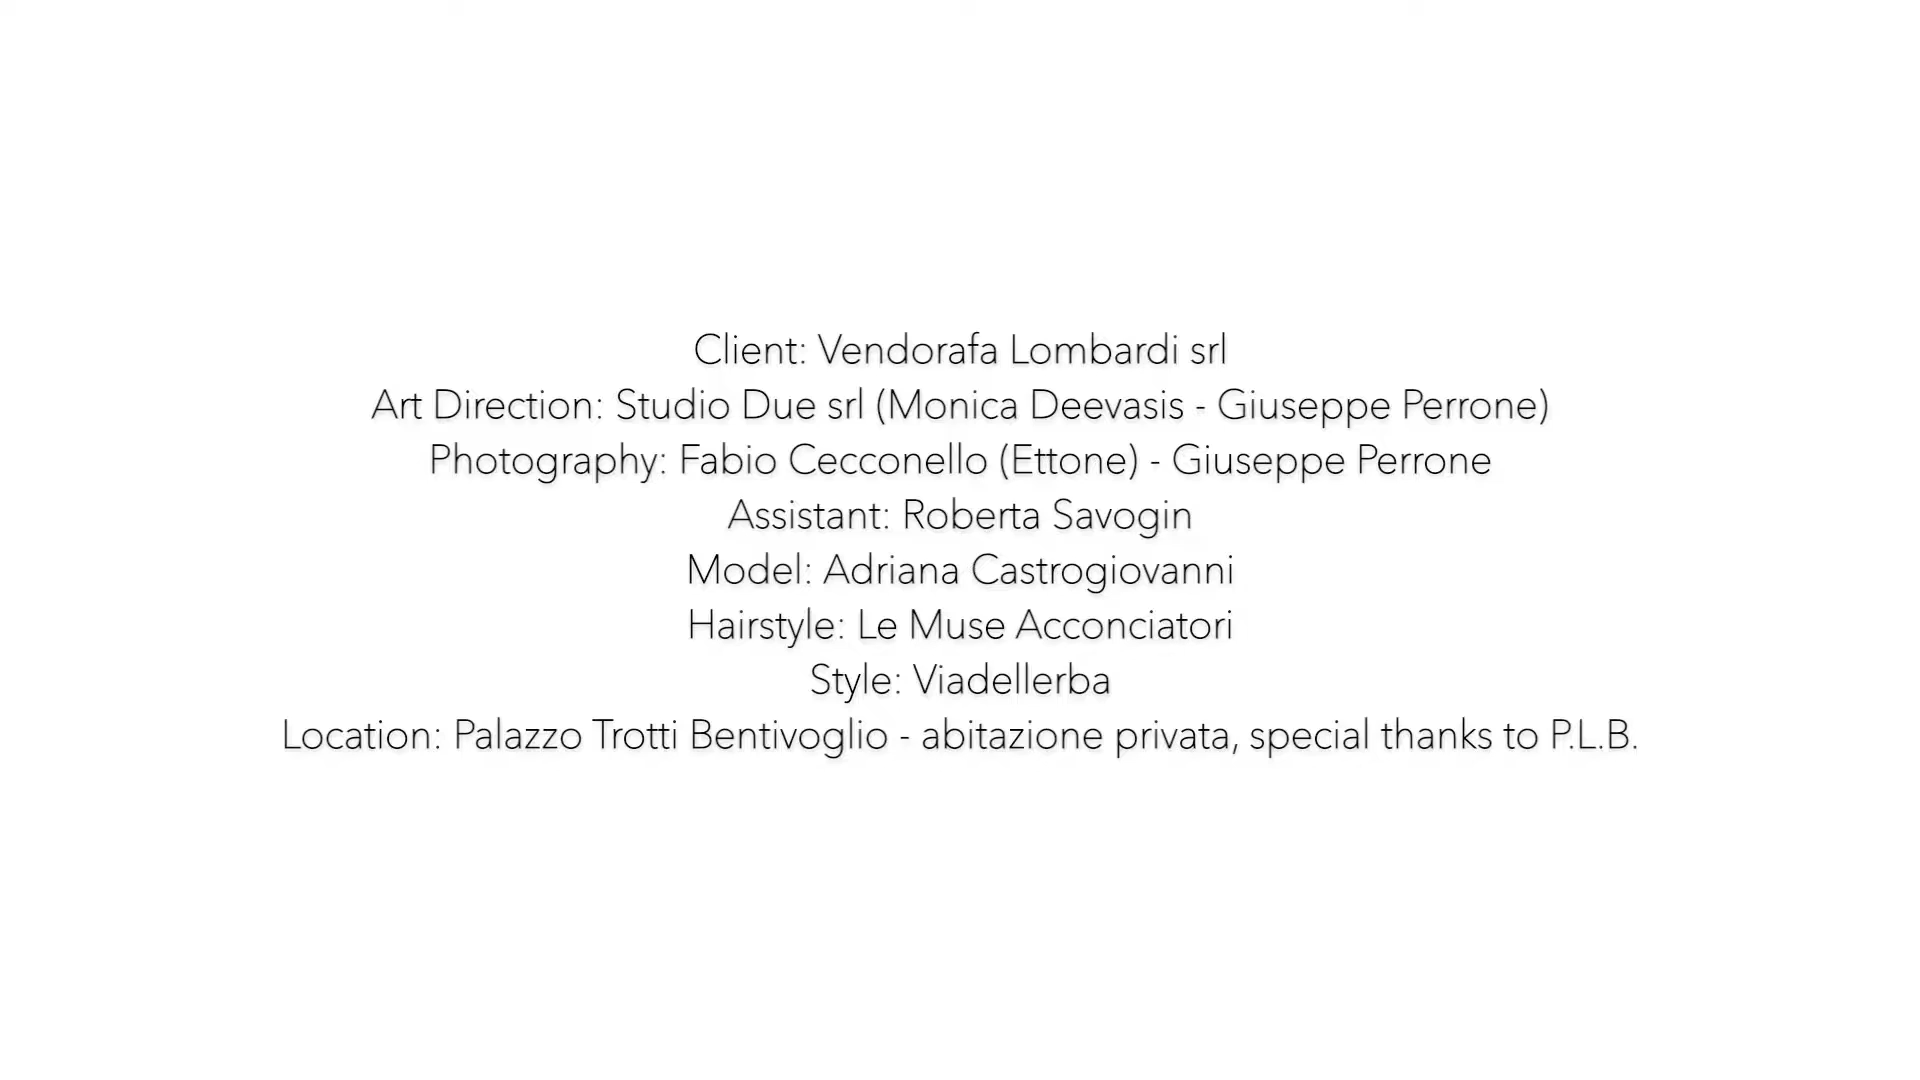 Client: Vendorafa Lombardi srl
Art Direction: Studio Due srl (Monica Deevasis - Giuseppe Perrone)
Photography: Fabio Cecconello (Ettone) - Giuseppe Perrone
Assistant: Roberta Savogin
Model: Adriana Castrogiovanni
Hairstyle: Le Muse Acconciatori
Style: Viadellerba
Location: Palazzo Trotti Bentivoglio - abitazione privata, special thanks to P.L.B.